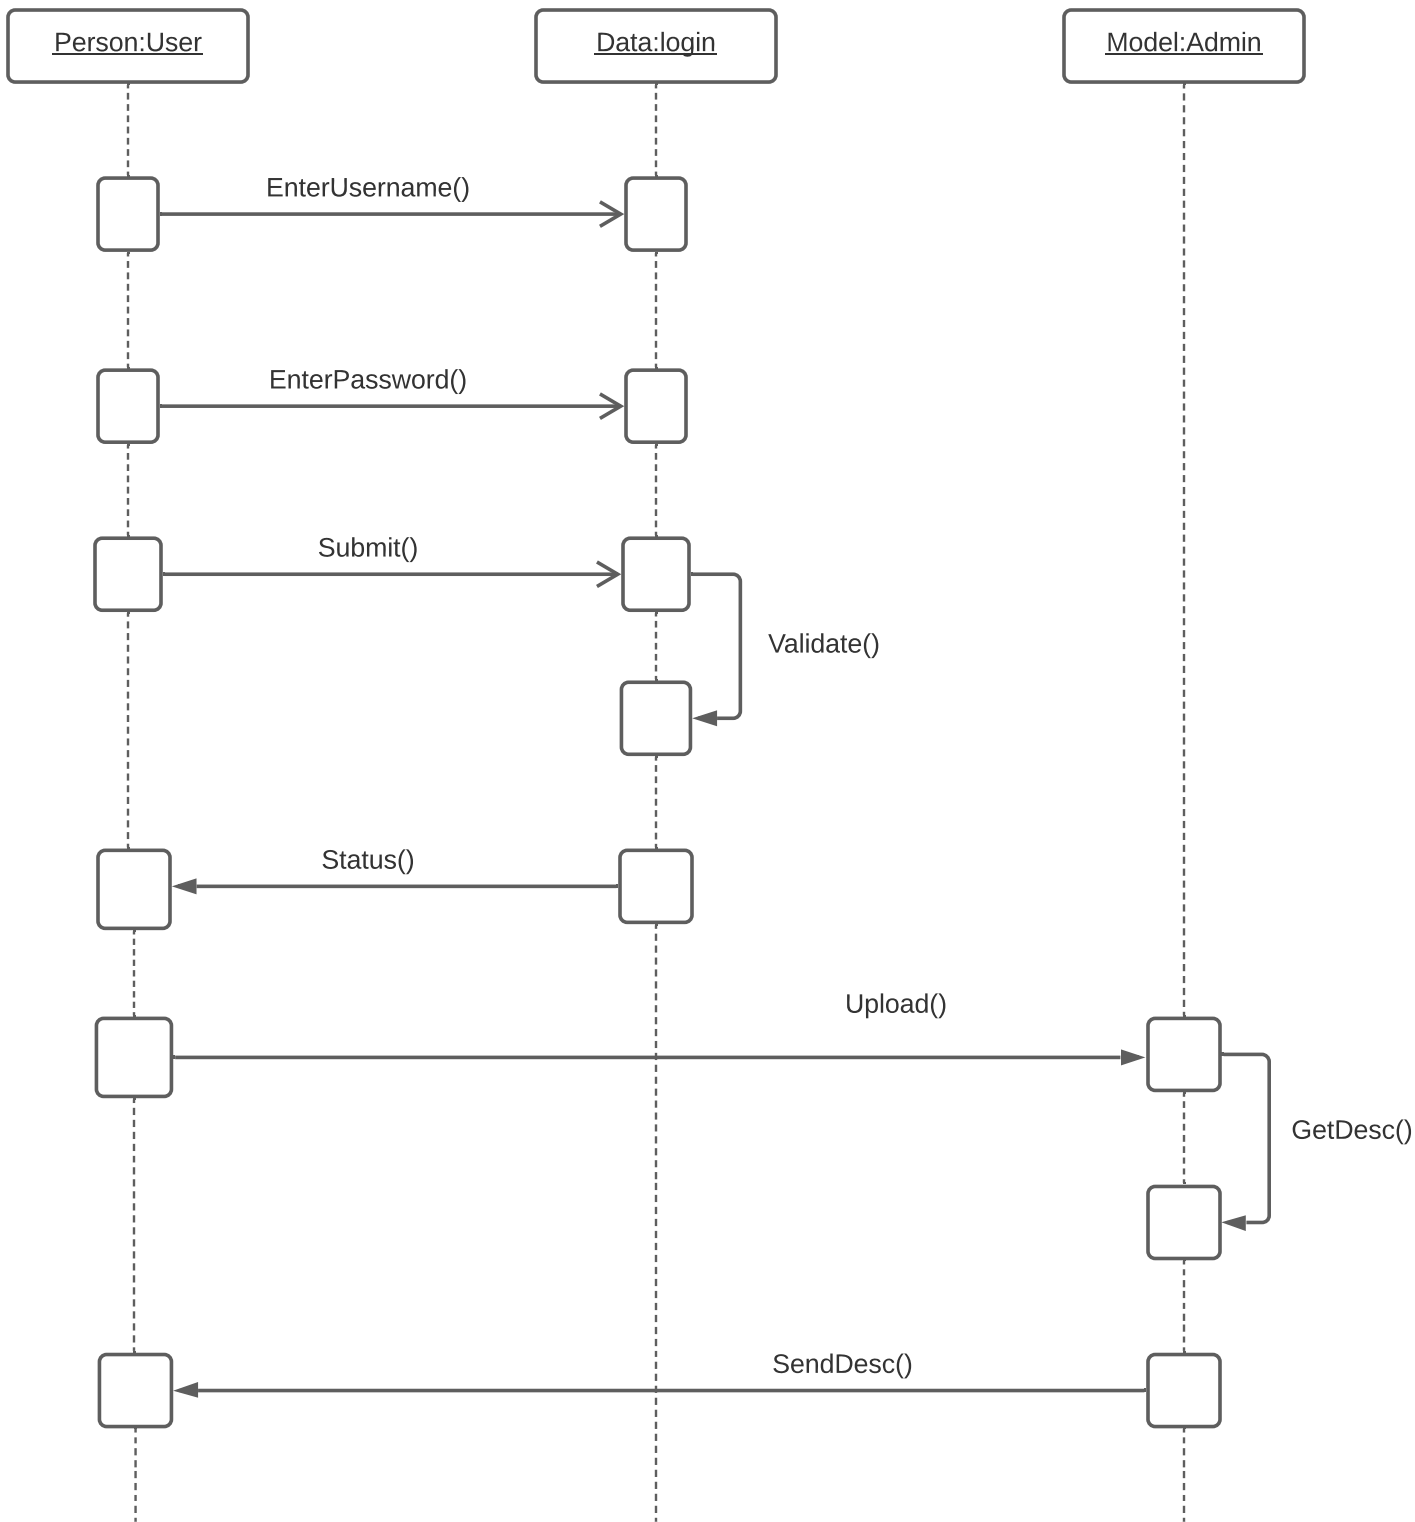 Person:User
Data:login
Model:Admin
EnterUsername()
EnterPassword()
Submit()
Validate()
Status()
Upload()
GetDesc()
SendDesc()